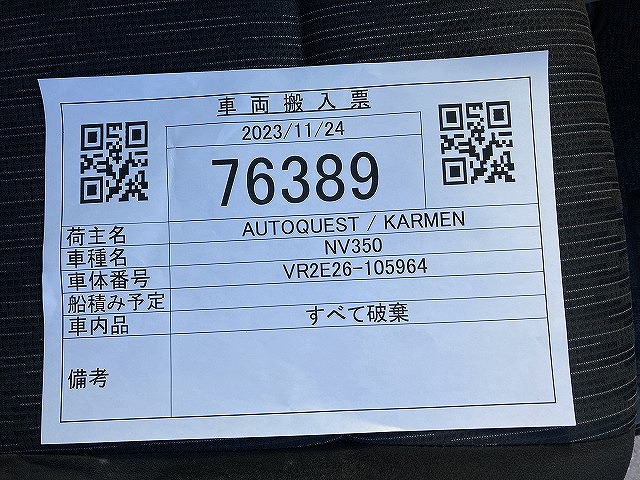 車両搬入票
2023/11/24
76389
荷主名 AUTOQUEST / KARMEN
車種名 NV350
車体番号 VR2E26-105964
船積み予定
車内品 すべて破棄
備考